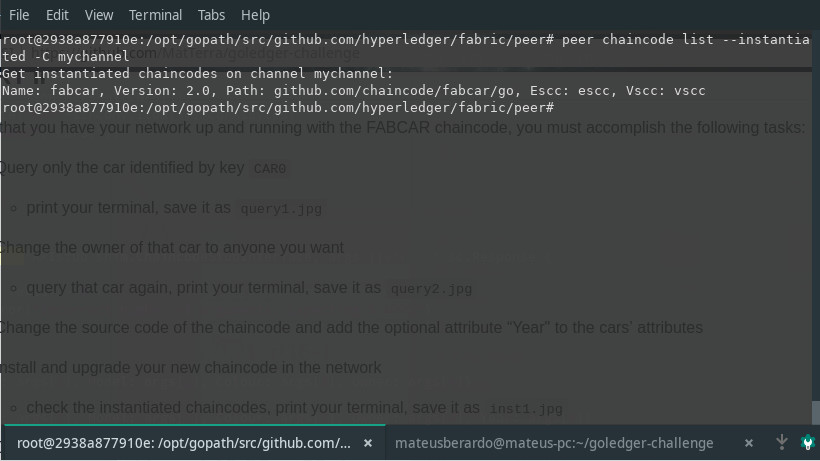 File Edit View Terminal Tabs Help
root@2938a877910e:/opt/gopath/src/github.com/hyperledger/fabric/peer# peer chaincode list --instantia
ted -C mychannel
github.com/Matserra/goledger-challenge
Get instantiated chaincodes on channel mychannel:
Name: fabcar, Version: 2.0, Path: github.com/chaincode/fabcar/go, Escc: escc, Vscc: vscc
root@2938a877910e:/opt/gopath/src/github.com/hyperledger/fabric/peer#
that you have your network up and running with the FABCAR chaincode, you must accomplish the following tasks:
Query only the car identified by key CAR0
◦ print your terminal, save it as query1.jpg
Change the owner of that car to anyone you want
◦ query that car again, print your terminal, save it as query2.jpg
Change the source code of the chaincode and add the optional attribute "Year" to the cars' attributes
nstall and upgrade your new chaincode in the network
◦ check the instantiated chaincodes, print your terminal, save it as inst1.jpg
root@2938a877910e: /opt/gopath/src/github.com/... × mateusberardo@mateus-pc:~/goledger-challenge ×